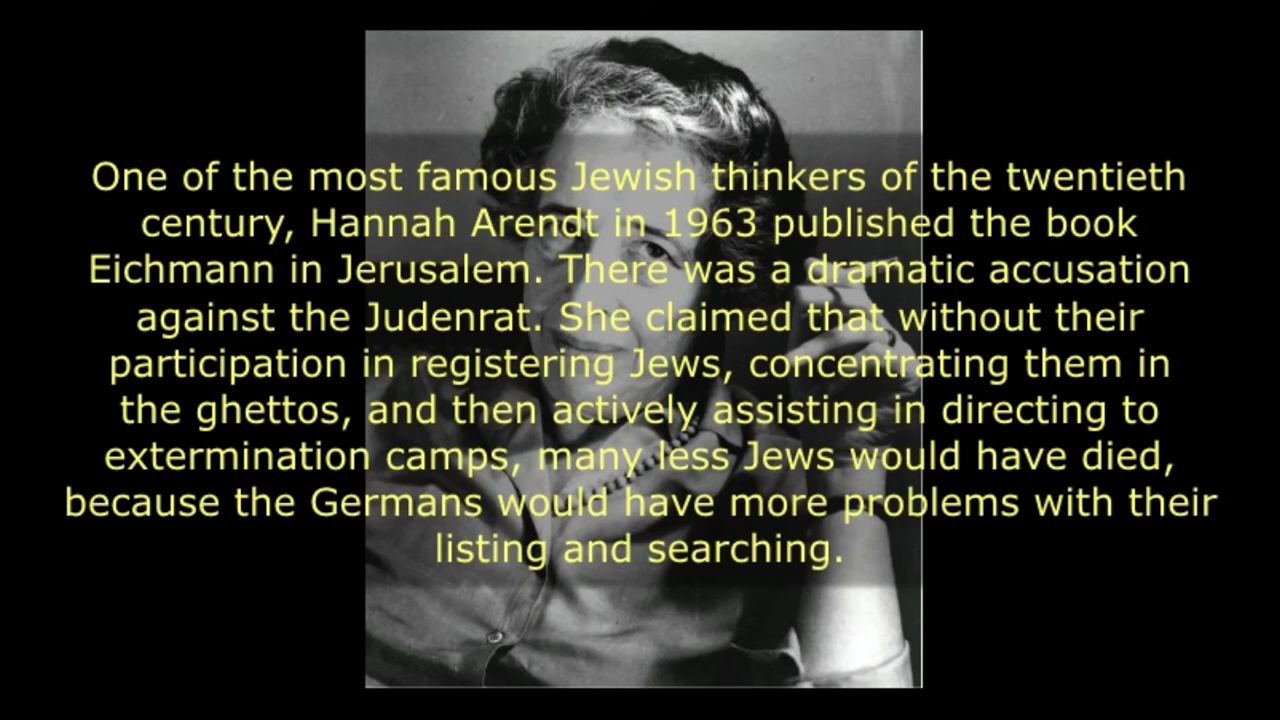 One of the most famous Jewish thinkers of the twentieth
century, Hannah Arendt in 1963 published the book
Eichmann in Jerusalem. There was a dramatic accusation
against the Judenrat. She claimed that without their
participation in registering Jews, concentrating them in
the ghettos, and then actively assisting in directing to
extermination camps, many less Jews would have died,
because the Germans would have more problems with their
listing and searching.